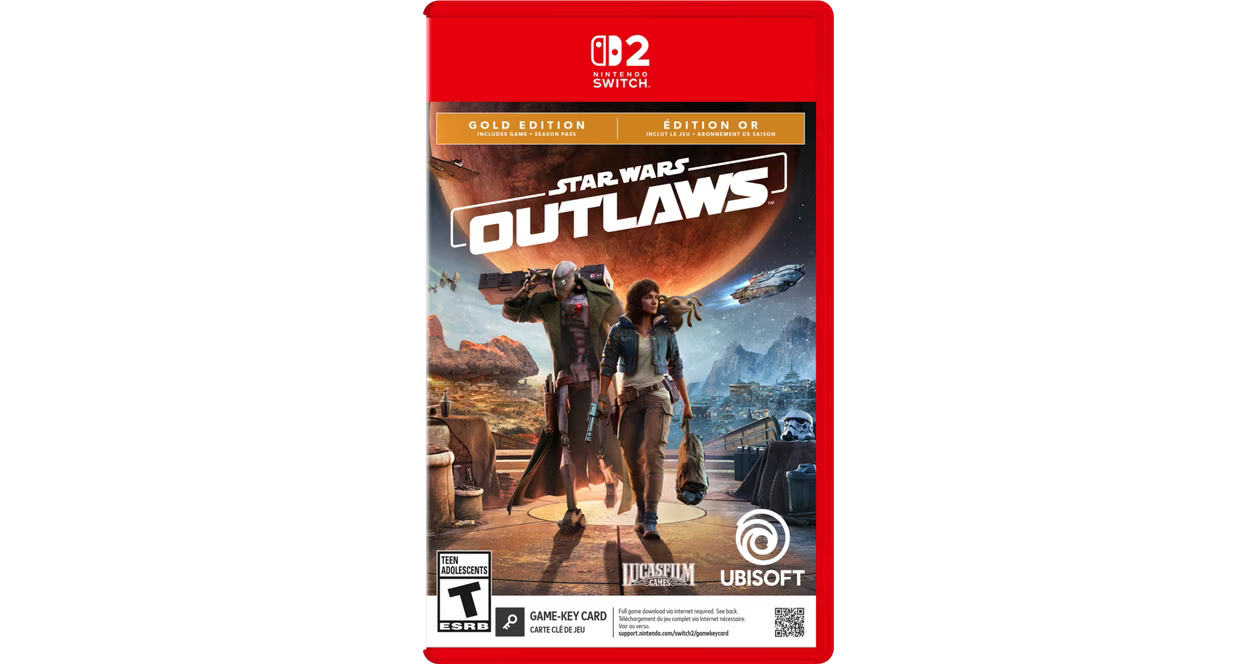 2
NINTENDO
SWITCH™
GOLD EDITION
INCLUDES GAME • SEASON PASS
ÉDITION OR
INCLUT LE JEU • ABONNEMENT DE SAISON
STAR WARS
OUTLAWS™
LUCASFILM
GAMES
UBISOFT
TEEN
ADOLESCENTS
T
ESRB
GAME-KEY CARD
CARTE CLÉ DE JEU
Full game download via internet required. See back.
Téléchargement du jeu complet via Internet nécessaire.
Voir au verso.
support.nintendo.com/switch2/gamekeycard